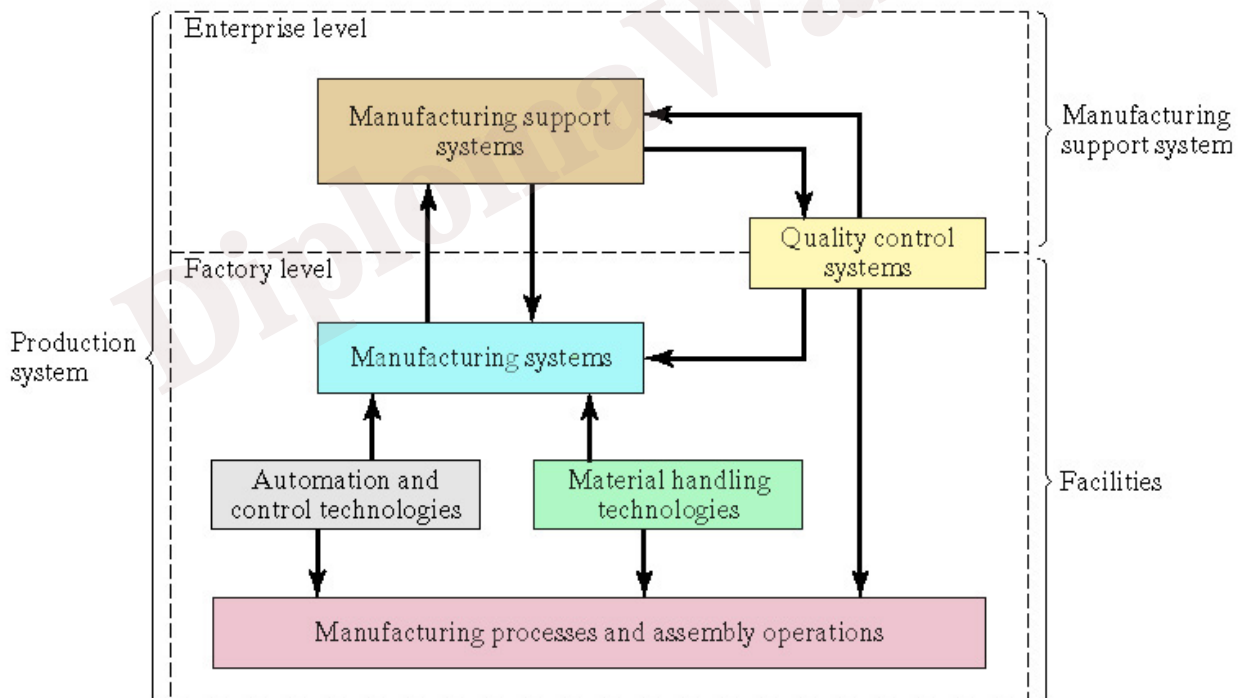 Enterprise level
Manufacturing support
systems
Manufacturing
support system
Quality control
systems
Factory level
Production
system
Manufacturing systems
Automation and
control technologies
Material handling
technologies
Facilities
Manufacturing processes and assembly operations